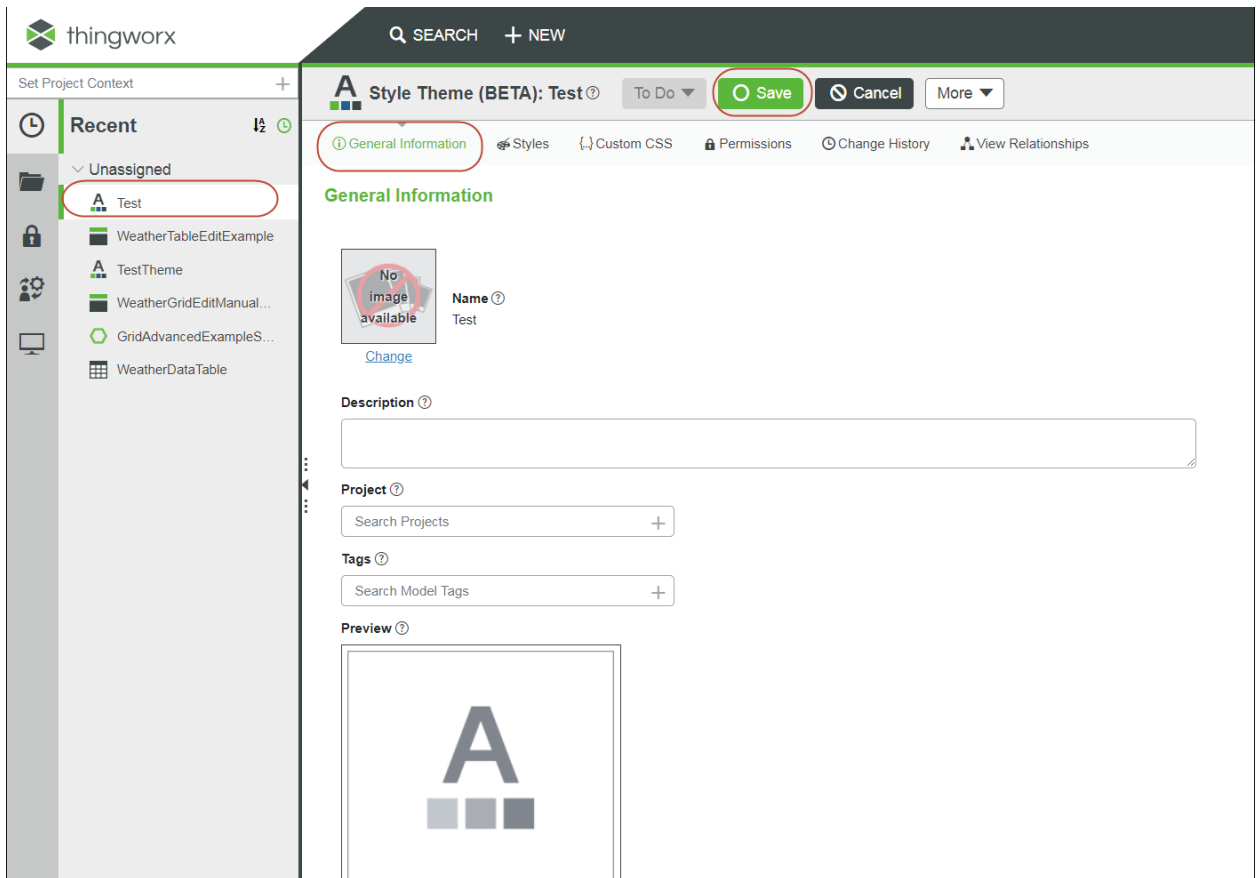 thingworx
SEARCH
NEW
Set Project Context
Style Theme (BETA): Test
To Do
Save
Cancel
More
Recent
General Information
Styles
{..} Custom CSS
Permissions
Change History
View Relationships
Unassigned
Test
WeatherTableEditExample
TestTheme
WeatherGridEditManual...
GridAdvancedExampleS...
WeatherDataTable
General Information
No
image
available
Change
Name
Test
Description
Project
Search Projects
Tags
Search Model Tags
Preview
A